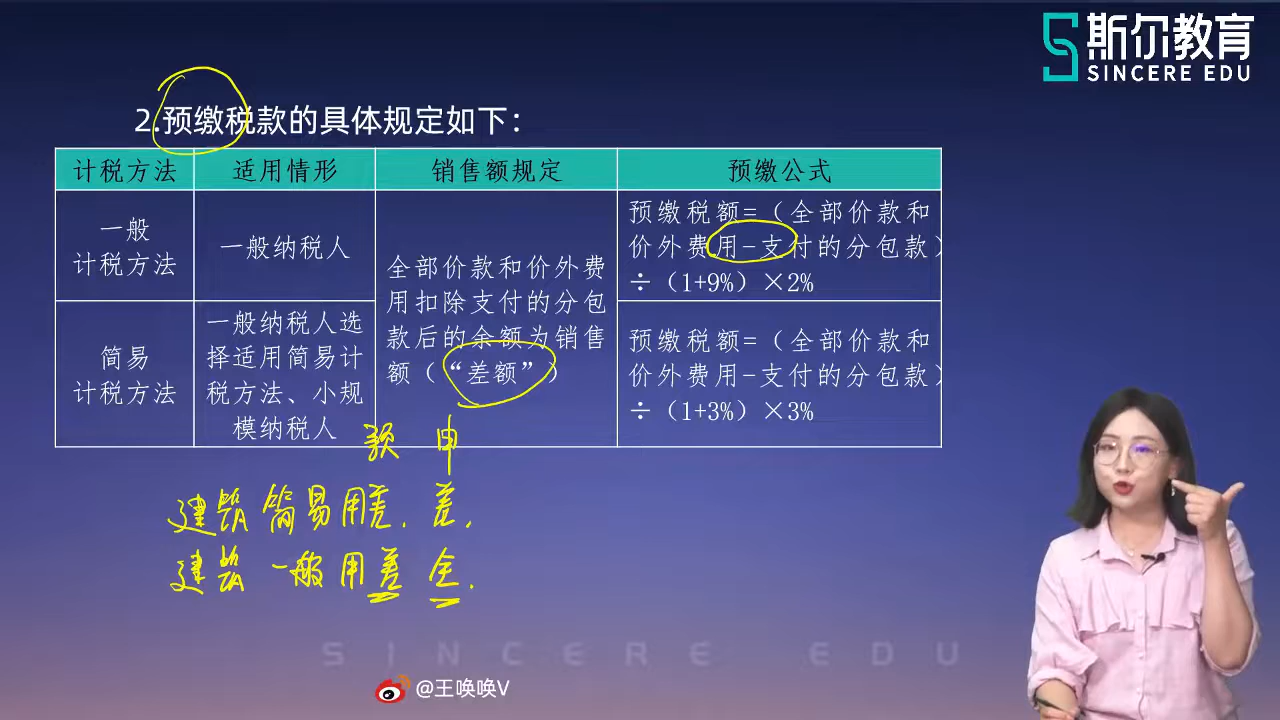 斯尔教育
SINCERE EDU
2.预缴税款的具体规定如下：
计税方法
适用情形
销售额规定
预缴公式
一般
计税方法
一般纳税人
全部价款和价外费
用扣除支付的分包
款后的余额为销售
额（“差额”）
预缴税额=（全部价款和
价外费用-支付的分包款）
÷（1+9%）×2%
简易
计税方法
一般纳税人选
择适用简易计
税方法、小规
模纳税人
预缴税额=（全部价款和
价外费用-支付的分包款）
÷（1+3%）×3%
申
建筑简易用差.差,
建筑一般用差全.
SINCERE EDU
@王唤唤V